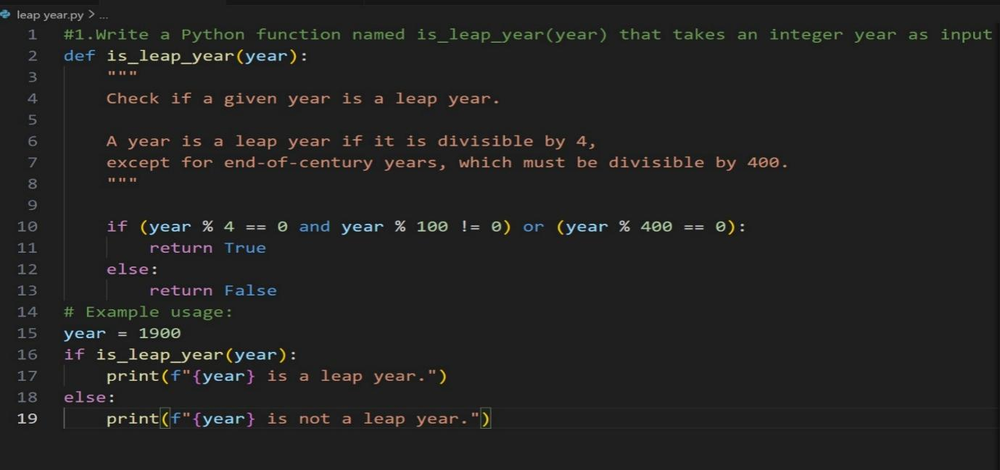 leap year.py > ...
1 #1.Write a Python function named is_leap_year(year) that takes an integer year as input
2 def is_leap_year(year):
3     """
4     Check if a given year is a leap year.
5
6     A year is a leap year if it is divisible by 4,
7     except for end-of-century years, which must be divisible by 400.
8     """
9
10     if (year % 4 == 0 and year % 100 != 0) or (year % 400 == 0):
11         return True
12     else:
13         return False
14 # Example usage:
15 year = 1900
16 if is_leap_year(year):
17     print(f"{year} is a leap year.")
18 else:
19     print(f"{year} is not a leap year.")